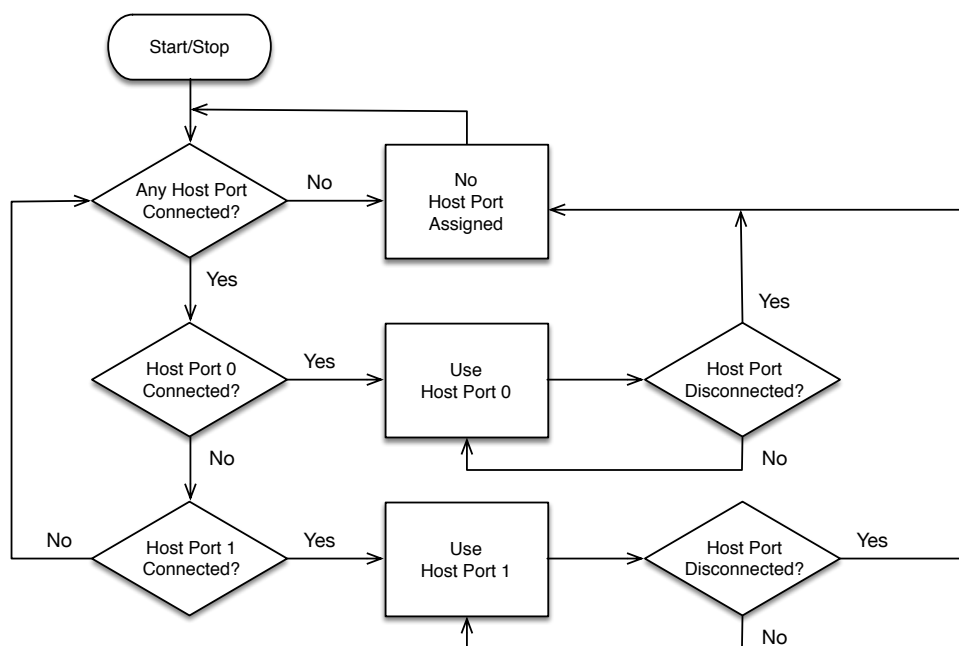 Start/Stop
Any Host Port
Connected?
No
No
Host Port
Assigned
Yes
Yes
Host Port 0
Connected?
Yes
Use
Host Port 0
Host Port
Disconnected?
No
No
No
Host Port 1
Connected?
Yes
Use
Host Port 1
Host Port
Disconnected?
Yes
No